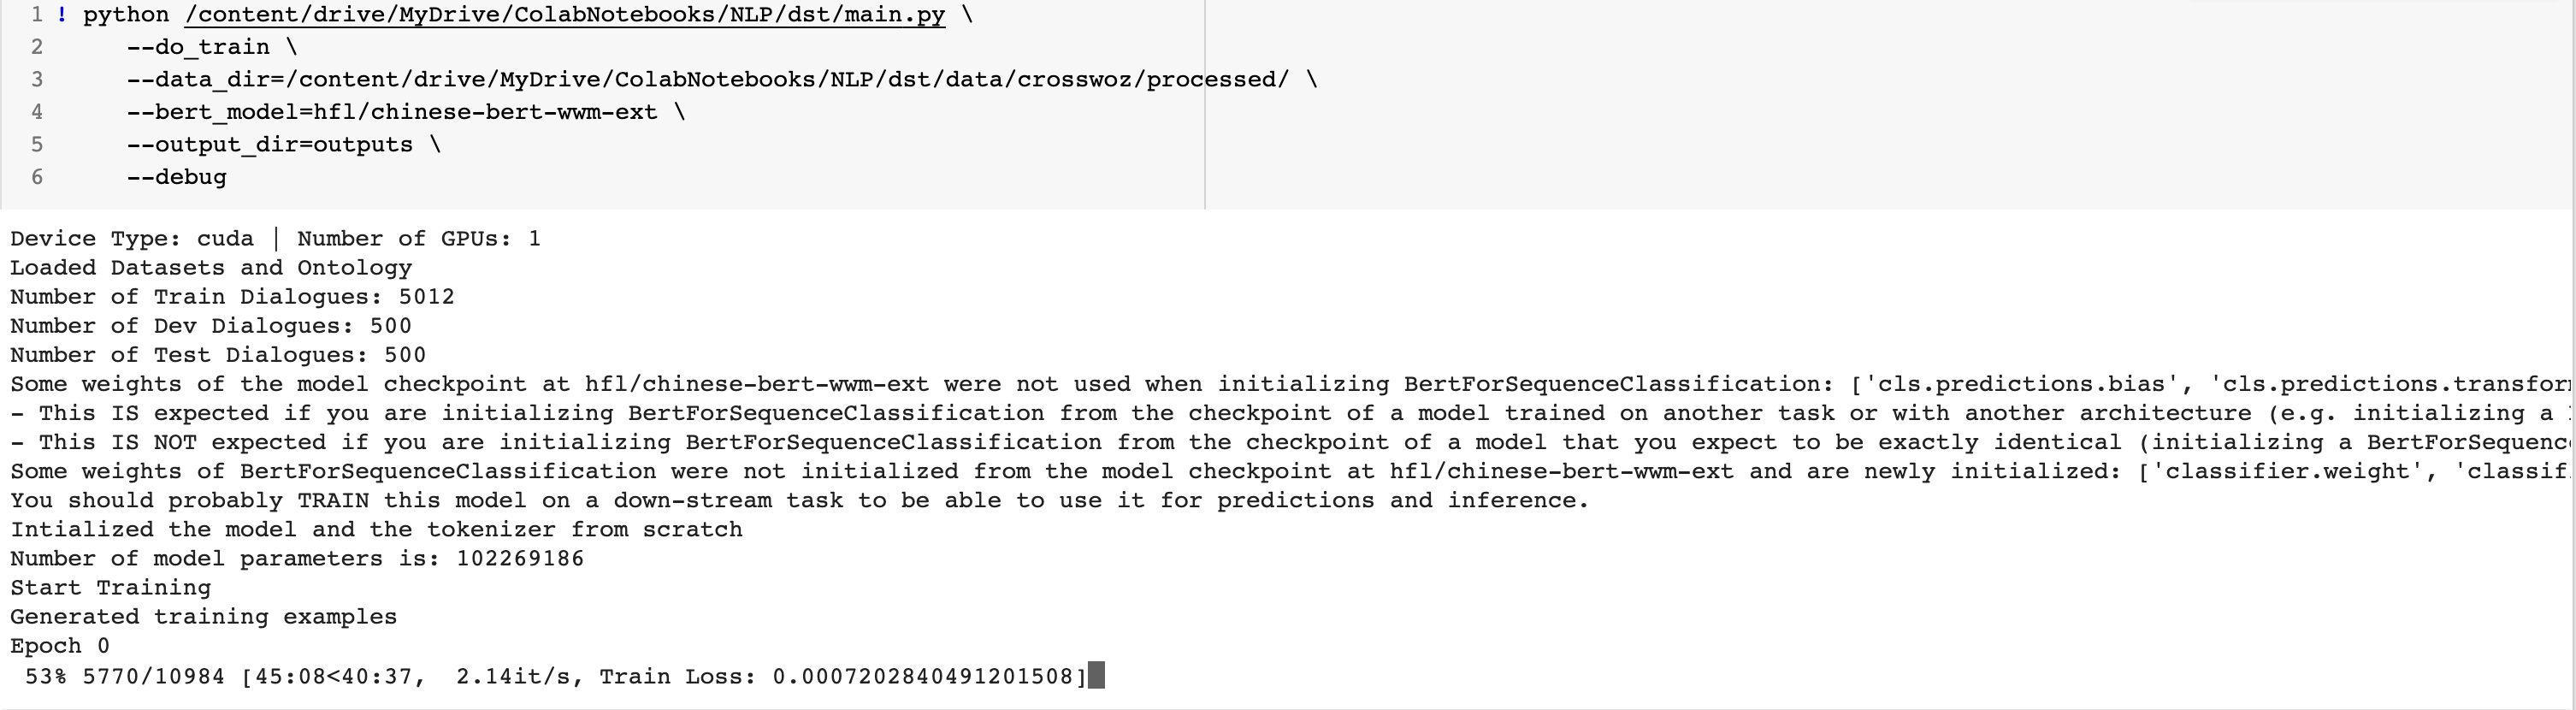 1 ! python /content/drive/MyDrive/ColabNotebooks/NLP/dst/main.py \
2 --do_train \
3 --data_dir=/content/drive/MyDrive/ColabNotebooks/NLP/dst/data/crosswoz/processed/ \
4 --bert_model=hfl/chinese-bert-wwm-ext \
5 --output_dir=outputs \
6 --debug
Device Type: cuda | Number of GPUs: 1
Loaded Datasets and Ontology
Number of Train Dialogues: 5012
Number of Dev Dialogues: 500
Number of Test Dialogues: 500
Some weights of the model checkpoint at hfl/chinese-bert-wwm-ext were not used when initializing BertForSequenceClassification: ['cls.predictions.bias', 'cls.predictions.transfor
- This IS expected if you are initializing BertForSequenceClassification from the checkpoint of a model trained on another task or with another architecture (e.g. initializing a
- This IS NOT expected if you are initializing BertForSequenceClassification from the checkpoint of a model that you expect to be exactly identical (initializing a BertForSequenc
Some weights of BertForSequenceClassification were not initialized from the model checkpoint at hfl/chinese-bert-wwm-ext and are newly initialized: ['classifier.weight', 'classif
You should probably TRAIN this model on a down-stream task to be able to use it for predictions and inference.
Intialized the model and the tokenizer from scratch
Number of model parameters is: 102269186
Start Training
Generated training examples
Epoch 0
53% 5770/10984 [45:08<40:37, 2.14it/s, Train Loss: 0.0007202840491201508]